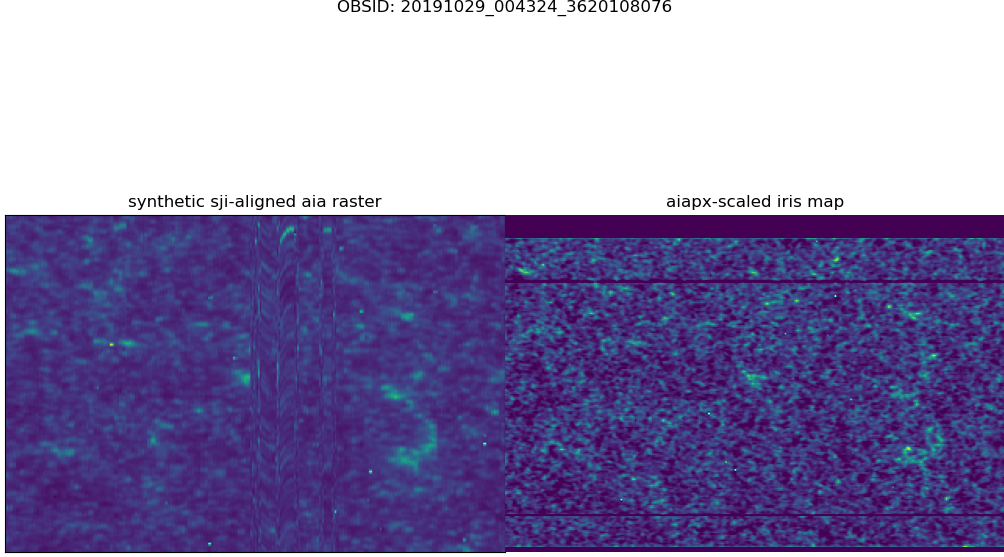 OBSID: 20191029_004324_3620108076
synthetic sji-aligned aia raster
aiapx-scaled iris map